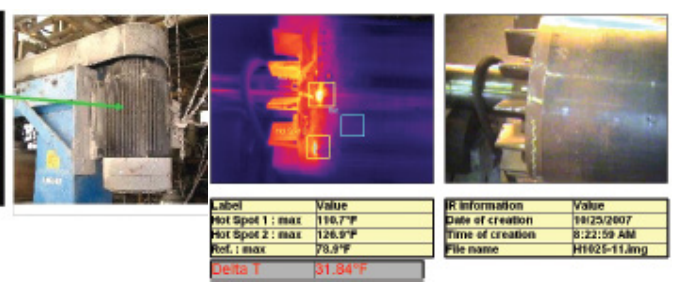 Label Value
Hot Spot 1 : max 110.7°F
Hot Spot 2 : max 126.9°F
Ref. : max 78.9°F
Delta T 31.84°F
IR information Value
Date of creation 10/25/2007
Time of creation 8:22:59 AM
File name H1025-11.img